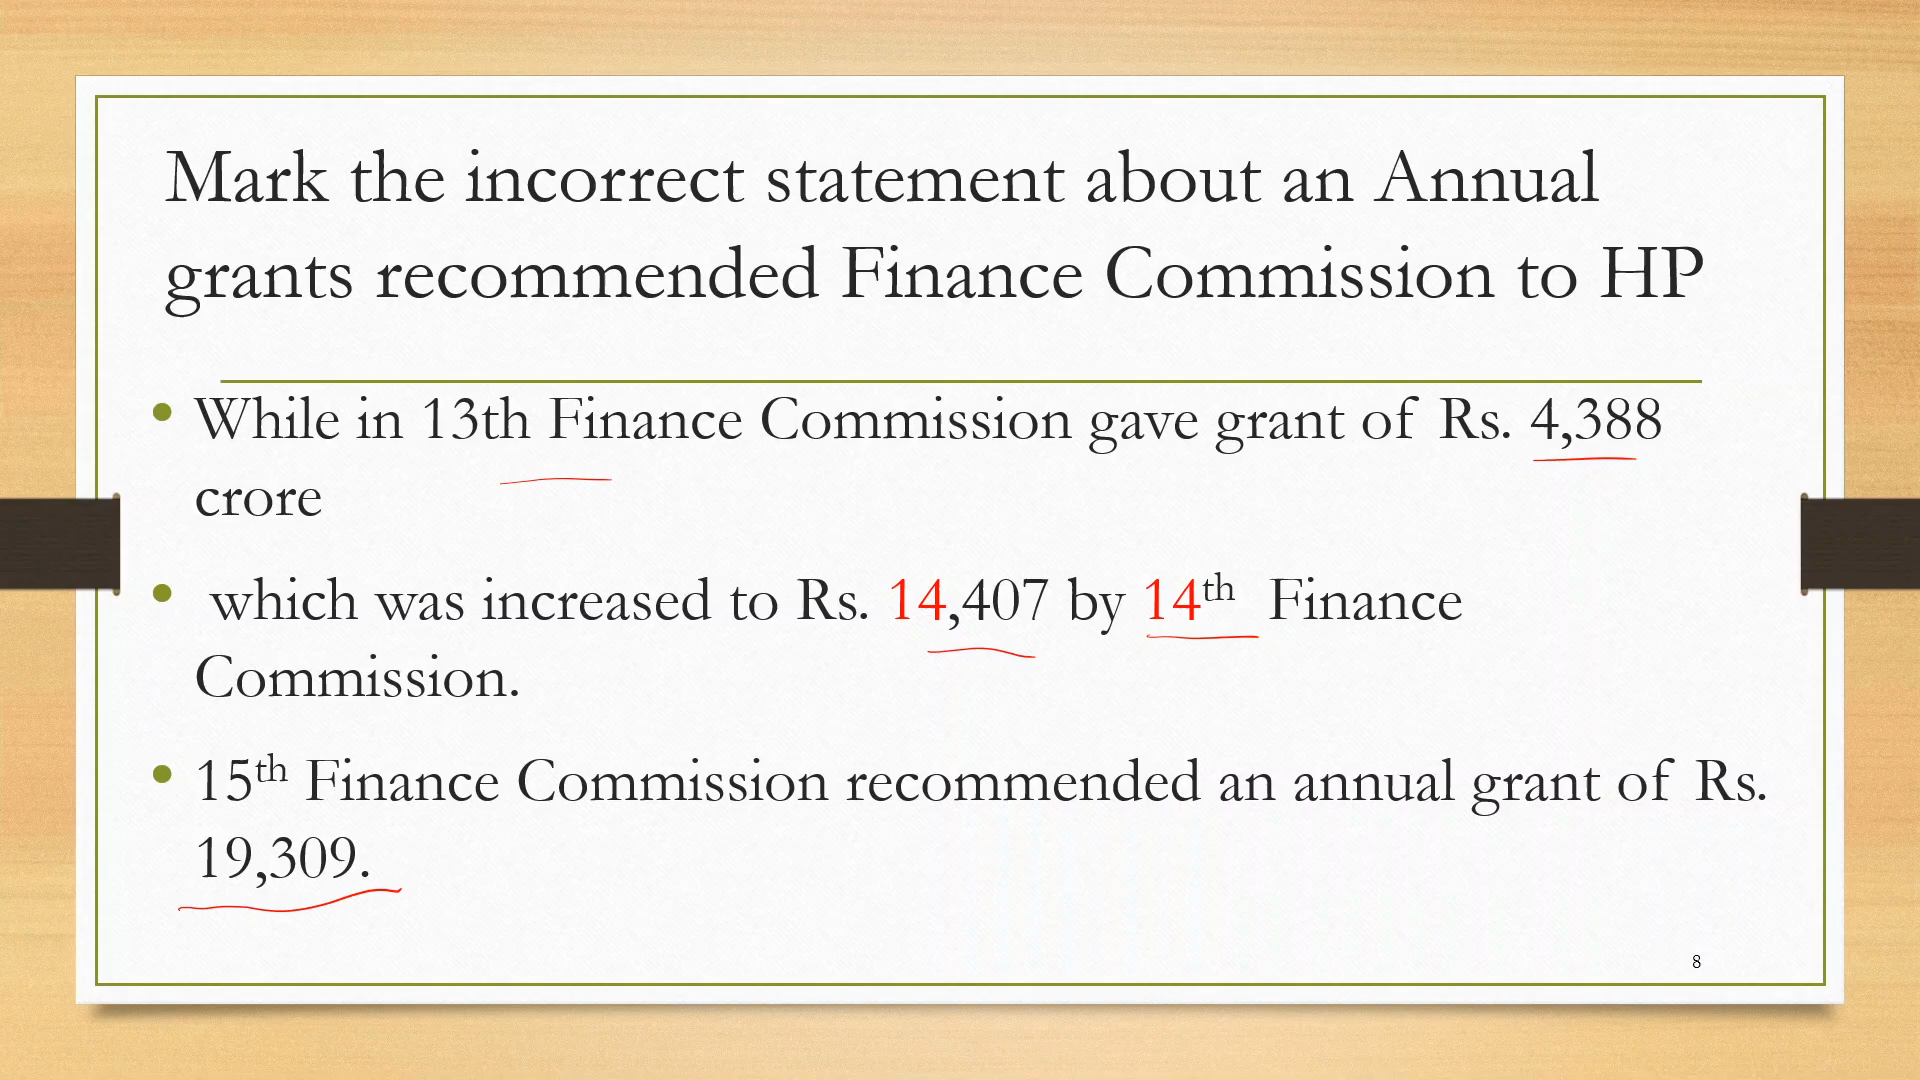 Mark the incorrect statement about an Annual
grants recommended Finance Commission to HP
• While in 13th Finance Commission gave grant of Rs. 4,388
crore
• which was increased to Rs. 14,407 by 14th Finance
Commission.
• 15th Finance Commission recommended an annual grant of Rs.
19,309.
8